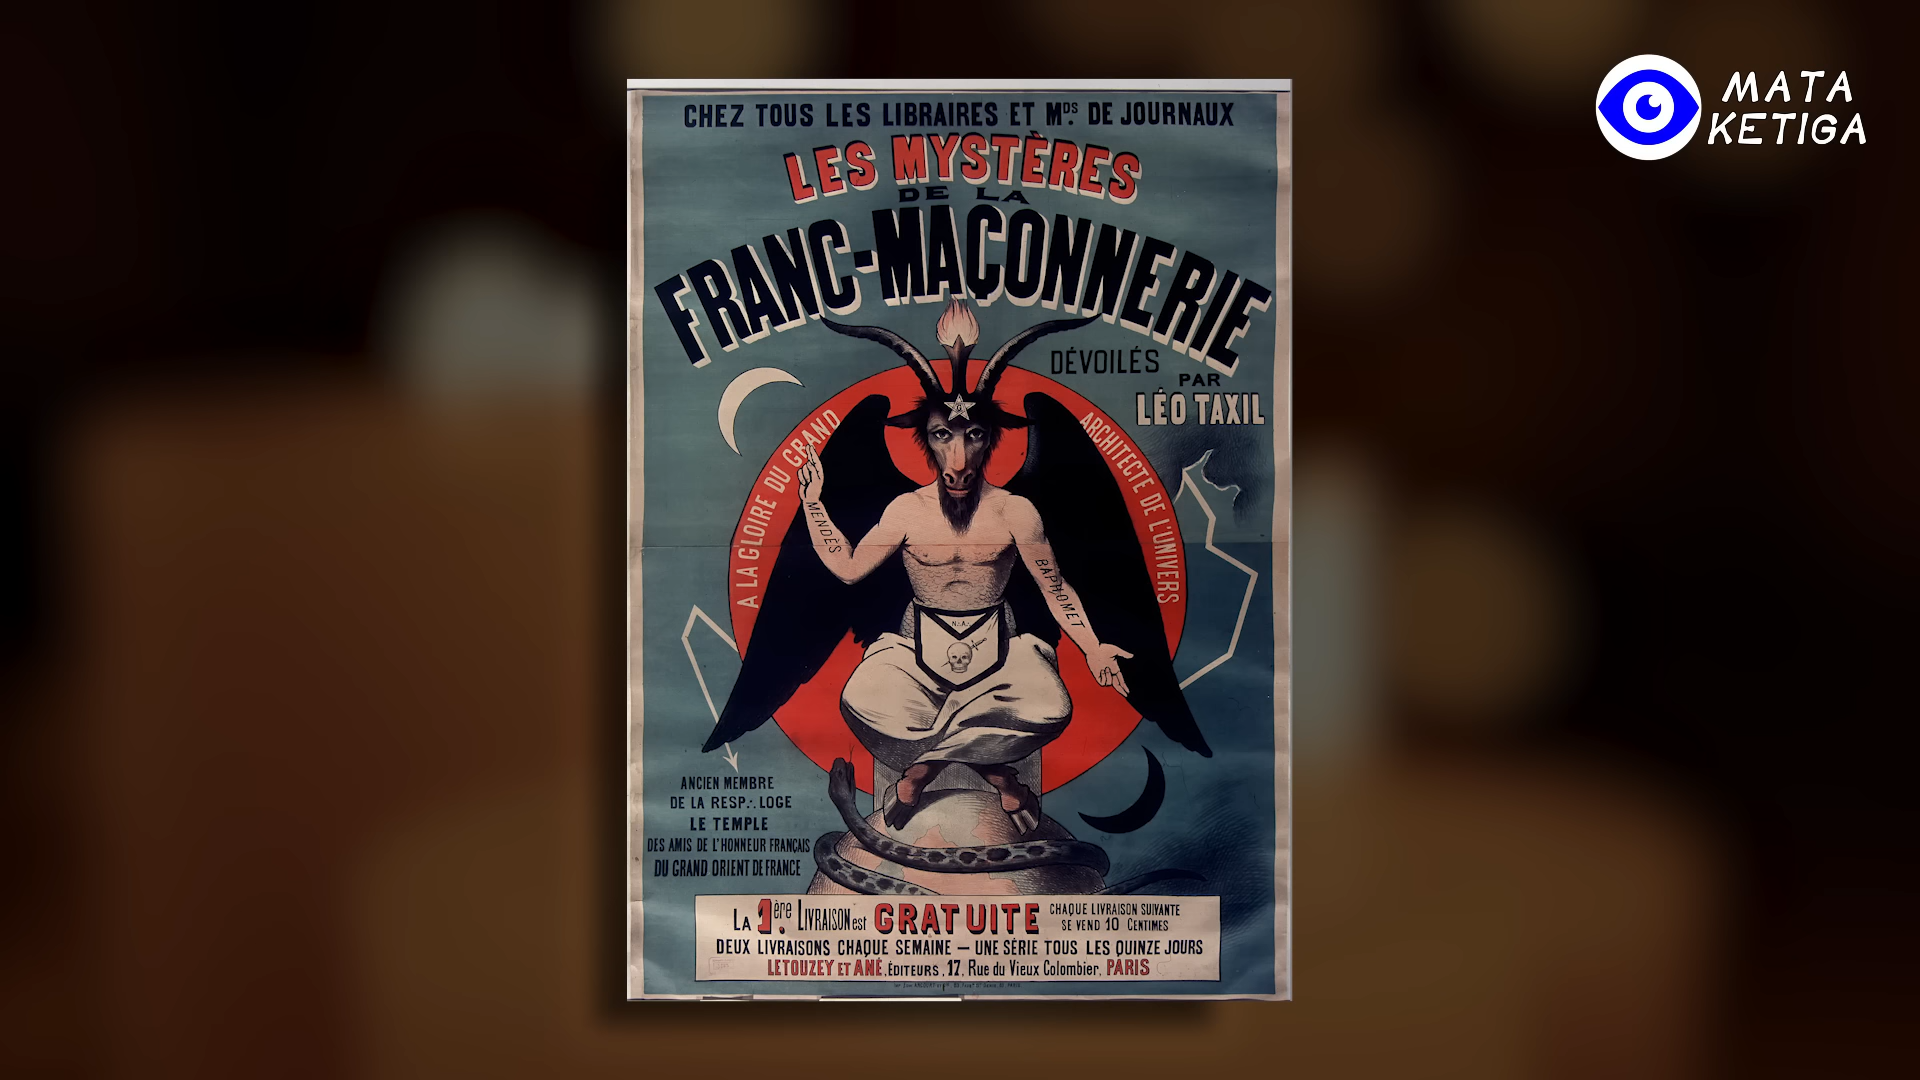 CHEZ TOUS LES LIBRAIRES ET Mds. DE JOURNAUX
LES MYSTÈRES
DE LA
FRANC-MAÇONNERIE
DÉVOILÉS
PAR
LÉO TAXIL
A LA GLOIRE DU GRAND
ARCHITECTE DE L'UNIVERS
MENDÈS
BAPHOMET
N∴A∴
ANCIEN MEMBRE
DE LA RESP∴ LOGE
LE TEMPLE
DES AMIS DE L'HONNEUR FRANÇAIS
DU GRAND ORIENT DE FRANCE
LA 1ère LIVRAISON est GRATUITE
CHAQUE LIVRAISON SUIVANTE
SE VEND 10 CENTIMES
DEUX LIVRAISONS CHAQUE SEMAINE — UNE SÉRIE TOUS LES QUINZE JOURS
LETOUZEY ET ANÉ, ÉDITEURS, 17, Rue du Vieux Colombier, PARIS
MATA
KETIGA